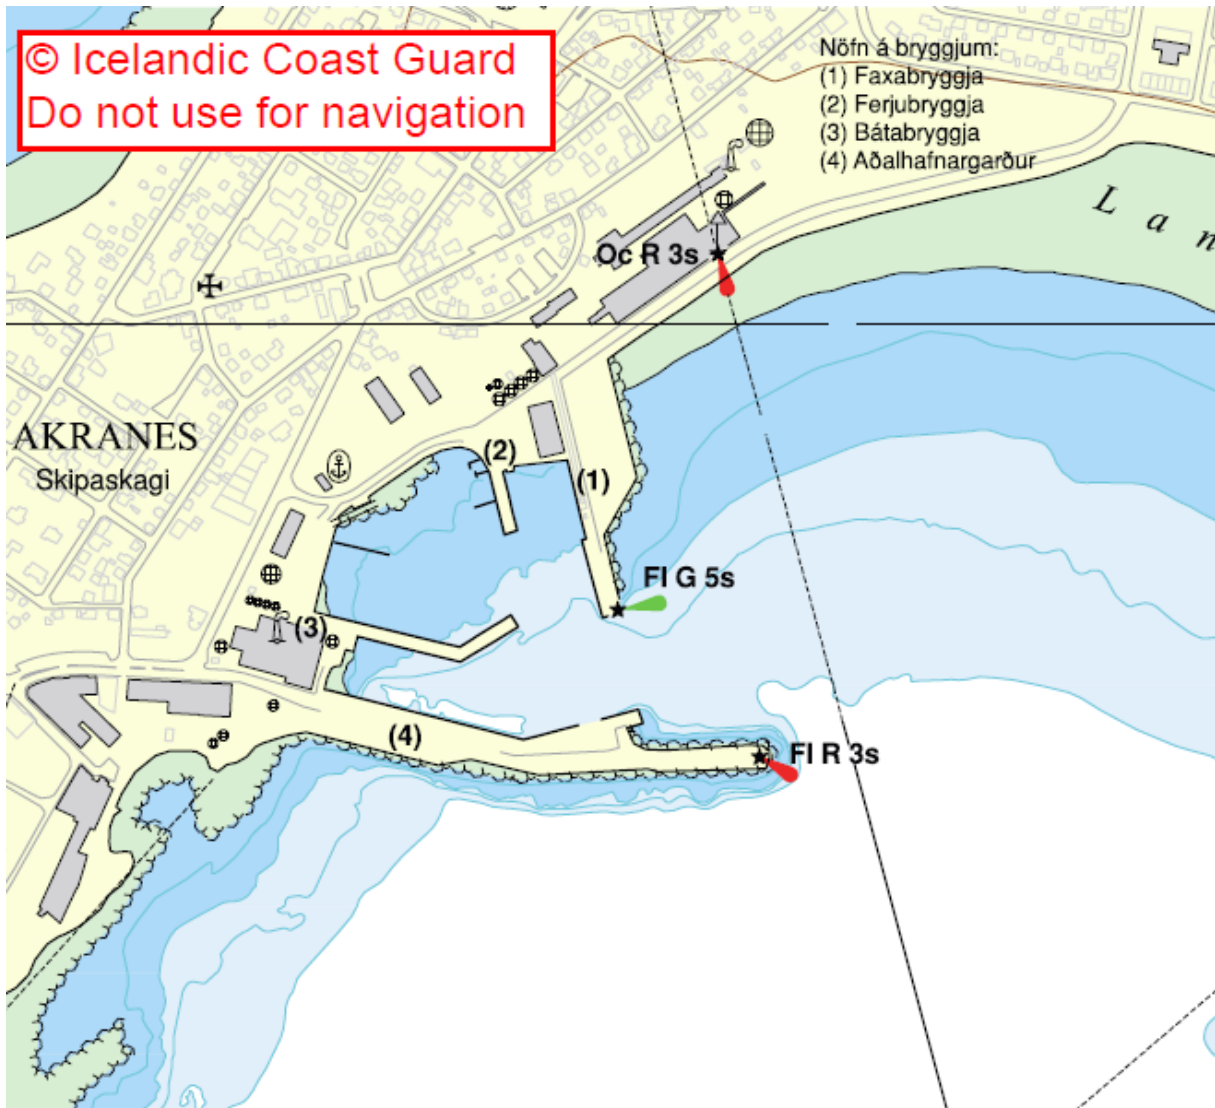 © Icelandic Coast Guard
Do not use for navigation
Nöfn á bryggjum:
(1) Faxabryggja
(2) Ferjubryggja
(3) Bátabryggja
(4) Aðalhafnargarður
L a n
Oc R 3s
AKRANES
Skipaskagi
(2)
(1)
Fl G 5s
(3)
(4)
Fl R 3s